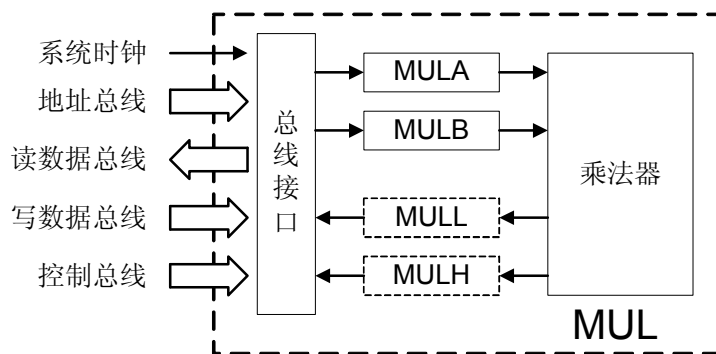 系统时钟
地址总线
读数据总线
写数据总线
控制总线
总线接口
MULA
MULB
MULL
MULH
乘法器
MUL